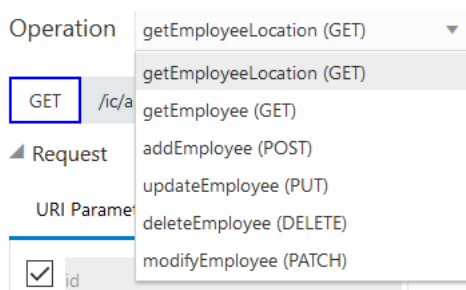 Operation getEmployeeLocation (GET)
getEmployeeLocation (GET)
GET /ic/a
getEmployee (GET)
addEmployee (POST)
Request
updateEmployee (PUT)
URI Paramet
deleteEmployee (DELETE)
modifyEmployee (PATCH)
id